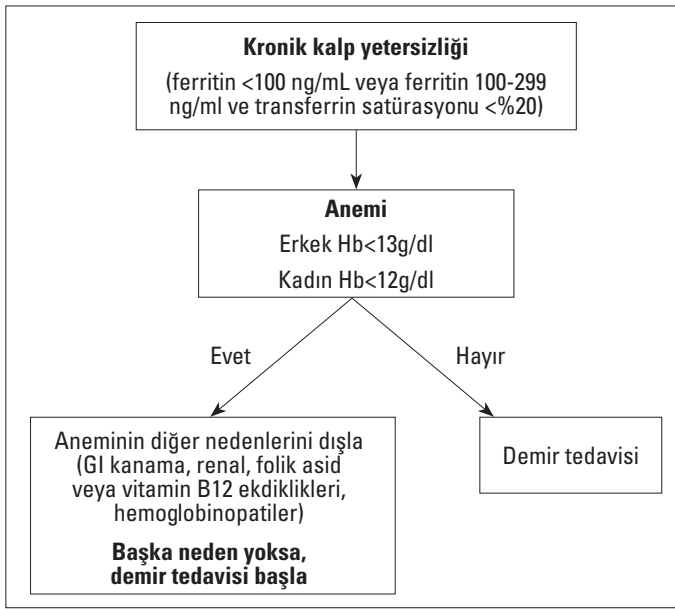 Kronik kalp yetersizliği
(ferritin <100 ng/mL veya ferritin 100-299
ng/ml ve transferrin satürasyonu <%20)
Anemi
Erkek Hb<13g/dl
Kadın Hb<12g/dl
Evet
Hayır
Aneminin diğer nedenlerini dışla
(GI kanama, renal, folik asid
veya vitamin B12 ekdiklikleri,
hemoglobinopatiler)
Başka neden yoksa,
demir tedavisi başla
Demir tedavisi